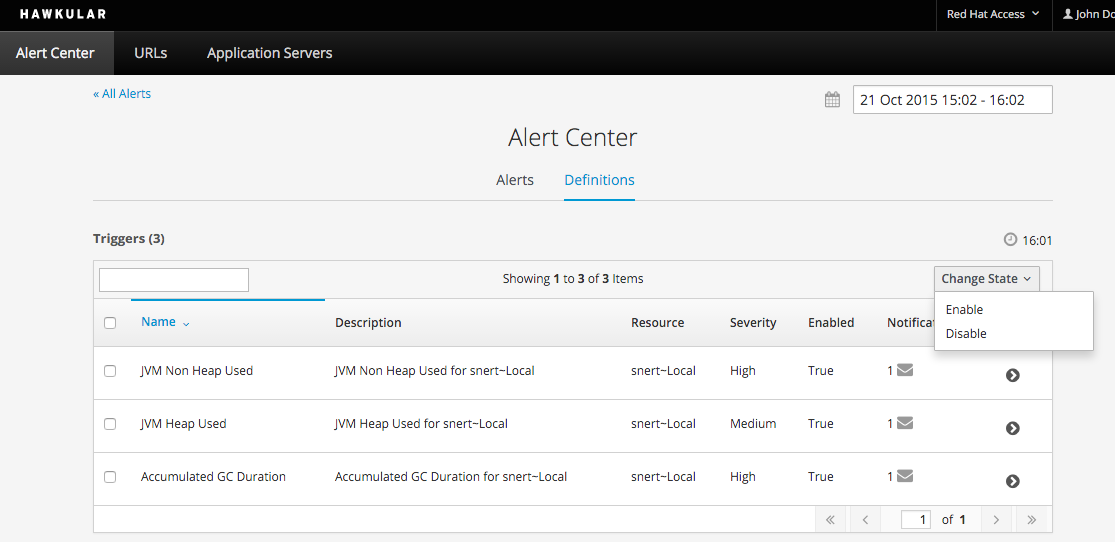 HAWKULAR
Red Hat Access
John Do
Alert Center URLs Application Servers
« All Alerts
21 Oct 2015 15:02 - 16:02
Alert Center
Alerts Definitions
Triggers (3)
16:01
Showing 1 to 3 of 3 Items
Change State
Enable
Disable
Name Description Resource Severity Enabled Notificat
JVM Non Heap Used JVM Non Heap Used for snert~Local snert~Local High True 1
JVM Heap Used JVM Heap Used for snert~Local snert~Local Medium True 1
Accumulated GC Duration Accumulated GC Duration for snert~Local snert~Local High True 1
« < 1 of 1 > »